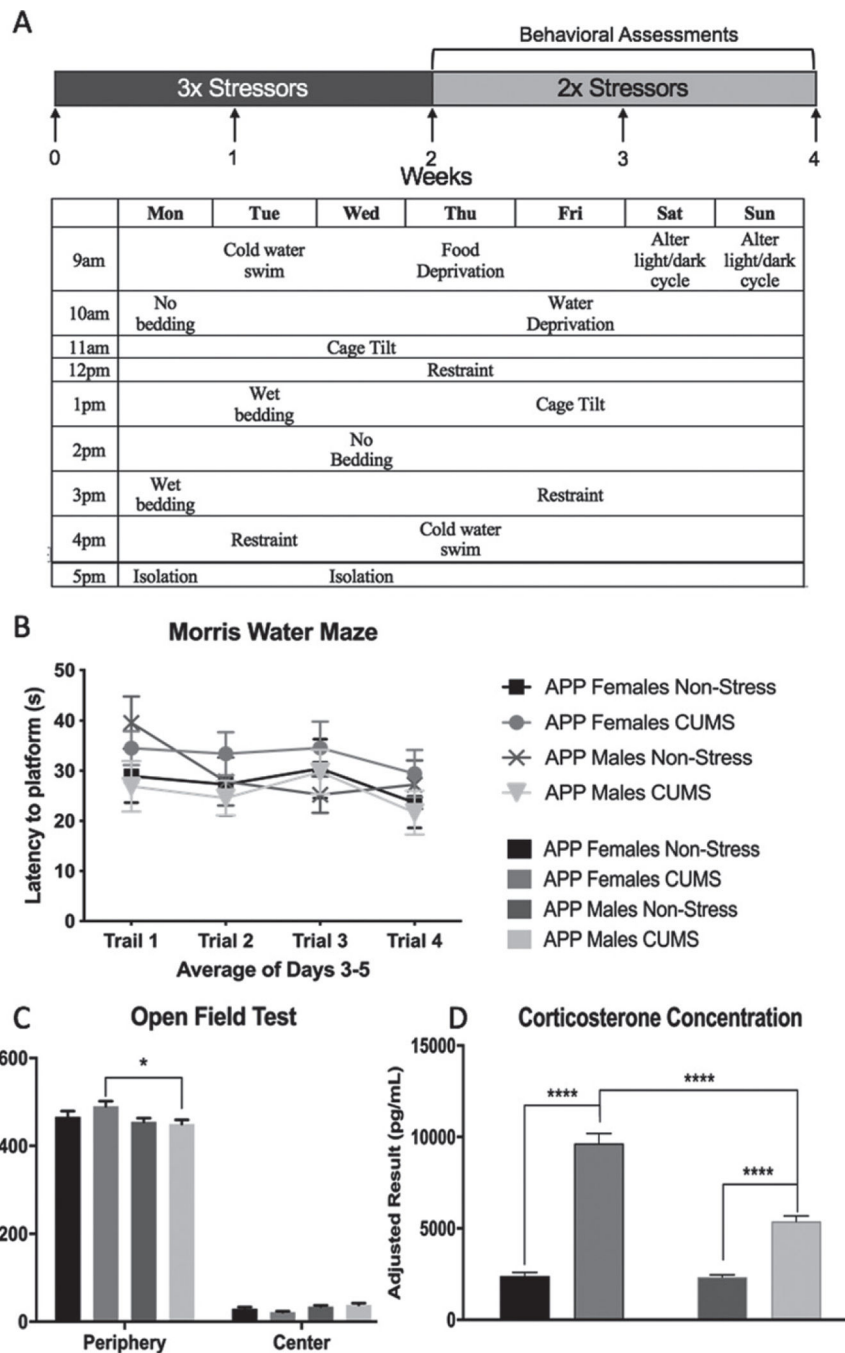 A
Behavioral Assessments
3x Stressors
2x Stressors
0
1
2
3
4
Weeks
Mon Tue Wed Thu Fri Sat Sun
9am
Cold water
swim
Food
Deprivation
Alter
light/dark
cycle
Alter
light/dark
cycle
10am
No
bedding
Water
Deprivation
11am
Cage Tilt
12pm
Restraint
1pm
Wet
bedding
Cage Tilt
2pm
No
Bedding
3pm
Wet
bedding
Restraint
4pm
Restraint
Cold water
swim
5pm
Isolation
Isolation
B
Morris Water Maze
Latency to platform (s)
50
40
30
20
10
0
Trail 1
Trial 2
Trial 3
Trial 4
Average of Days 3-5
APP Females Non-Stress
APP Females CUMS
APP Males Non-Stress
APP Males CUMS
APP Females Non-Stress
APP Females CUMS
APP Males Non-Stress
APP Males CUMS
C
Open Field Test
600
400
200
0
*
Periphery
Center
D
Corticosterone Concentration
Adjusted Result (pg/mL)
15000
10000
5000
0
****
****
****